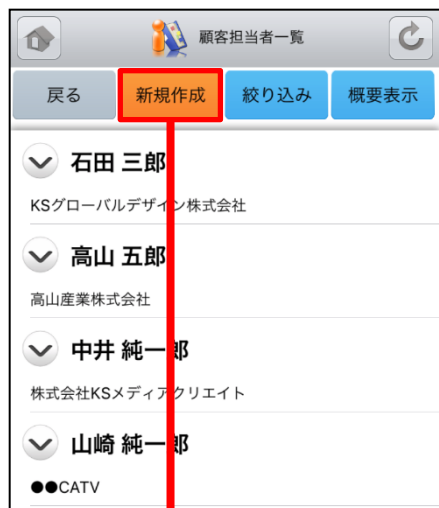 顧客担当者一覧
戻る 新規作成 絞り込み 概要表示
石田 三郎
KSグローバルデザイン株式会社
高山 五郎
高山産業株式会社
中井 純一郎
株式会社KSメディアクリエイト
山崎 純一郎
●●CATV